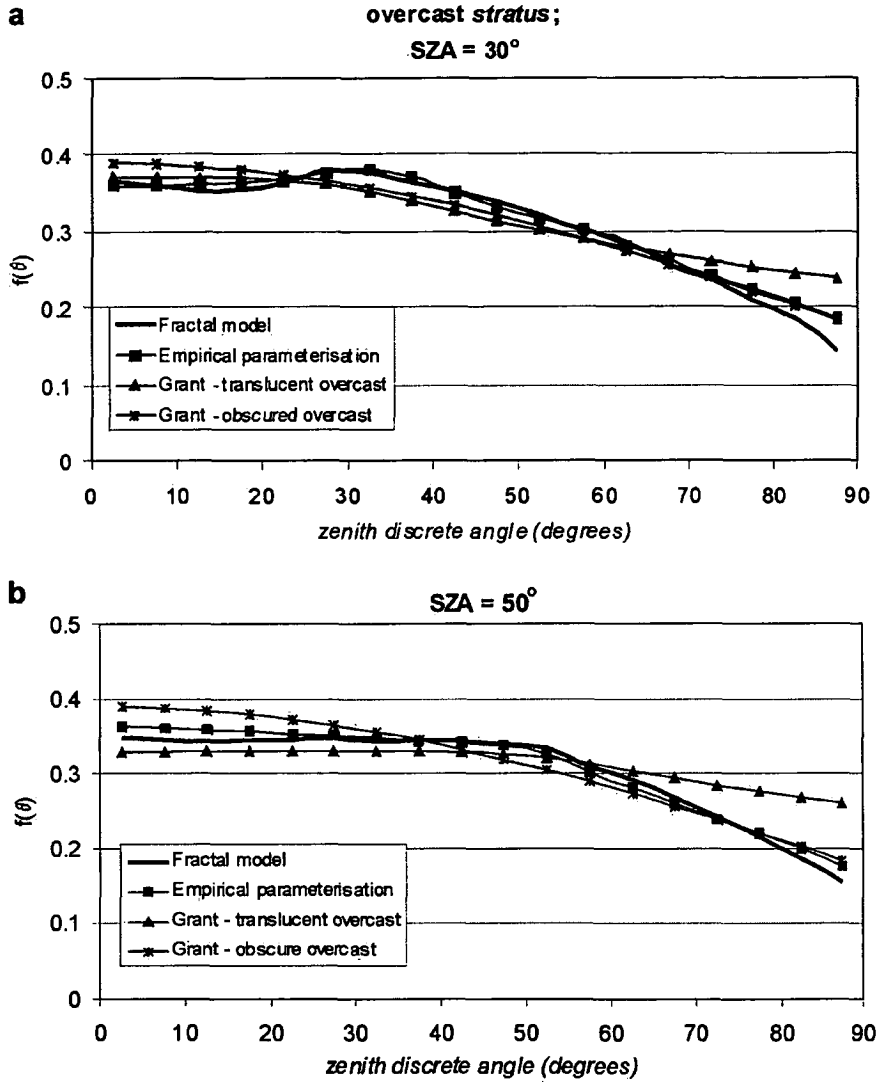 a
overcast stratus;
SZA = 30°
0.5
0.4
0.3
0.2
0.1
0
f(θ)
Fractal model
Empirical parameterisation
Grant - translucent overcast
Grant - obscured overcast
0 10 20 30 40 50 60 70 80 90
zenith discrete angle (degrees)
b
SZA = 50°
0.5
0.4
0.3
0.2
0.1
0
f(θ)
Fractal model
Empirical parameterisation
Grant - translucent overcast
Grant - obscure overcast
0 10 20 30 40 50 60 70 80 90
zenith discrete angle (degrees)